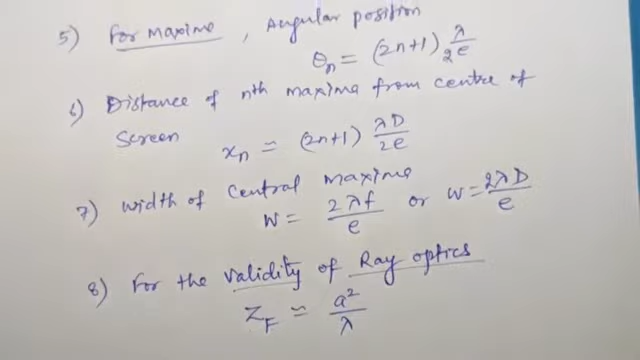 5) For maxima, Angular position
θn = (2n+1) λ/2e
6) Distance of nth maxima from centre of
screen xn = (2n+1) λD/2e
7) width of central maxima
W = 2λf/e or W = 2λD/e
8) For the validity of Ray optics
ZF ≃ a²/λ